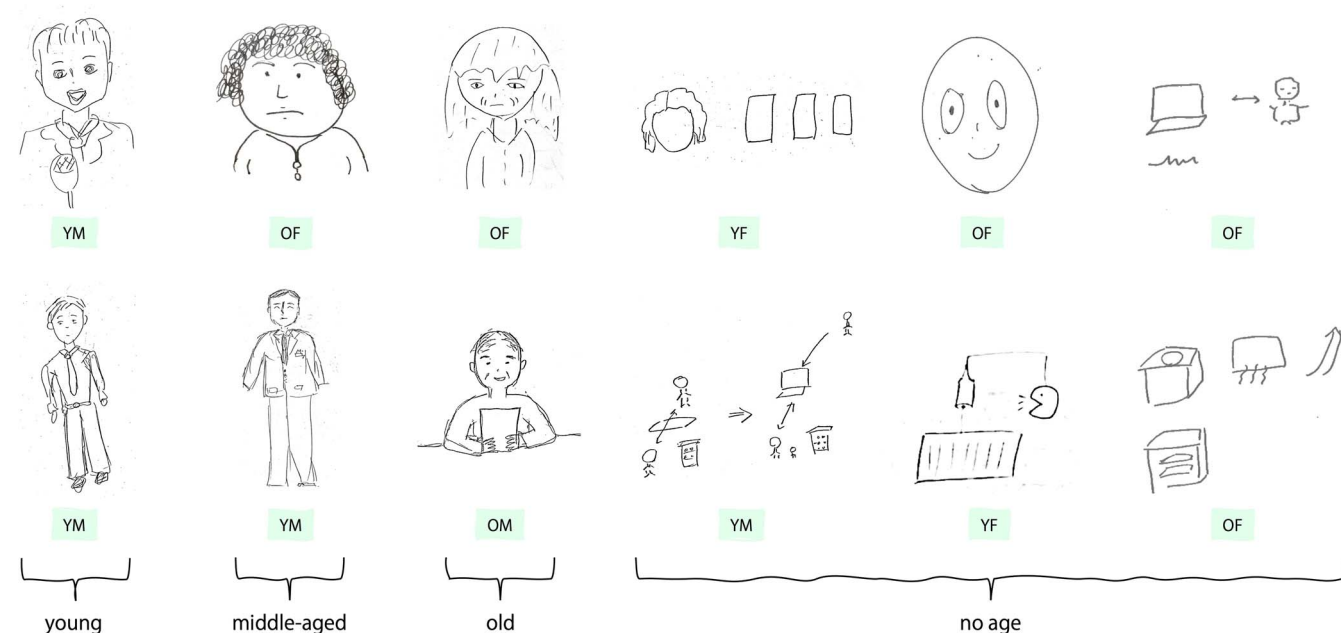 YM OF OF YF OF OF
YM YM OM YM YF OF
young middle-aged old no age